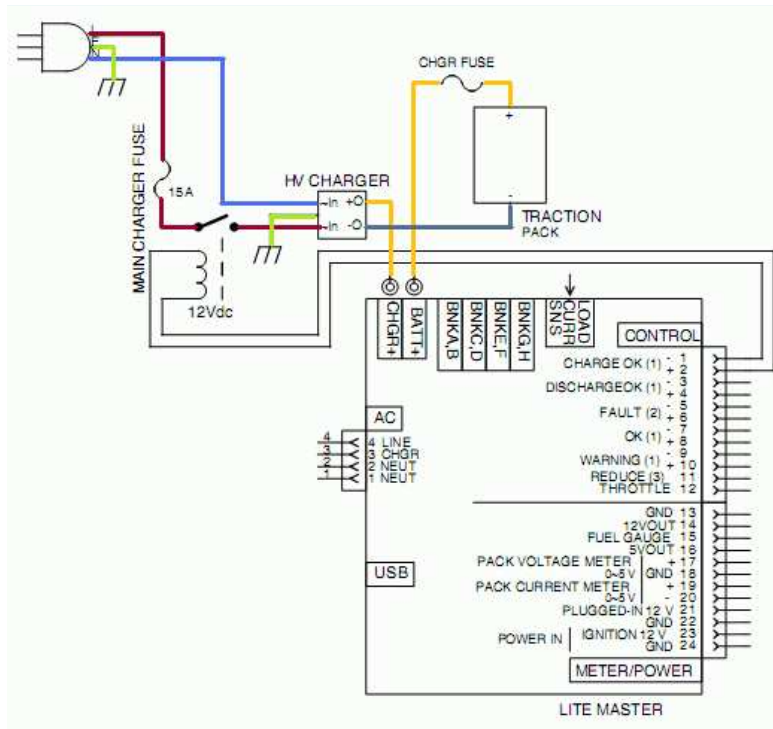 CHGR FUSE
MAIN CHARGER FUSE
15A
HV CHARGER
~In +O
~In -O
+
-
TRACTION
PACK
12Vdc
CHGR+
BATT+
BNKA,B
BNKC,D
BNKE,F
BNKG,H
LOAD
CURR
SNS
CONTROL
CHARGE OK (1) - 1
+ 2
DISCHARGEOK (1) - 3
+ 4
FAULT (2) - 5
+ 6
OK (1) - 7
+ 8
WARNING (1) - 9
+ 10
REDUCE (3) 11
THROTTLE 12
AC
4 4 LINE
3 3 CHGR
2 2 NEUT
1 1 NEUT
GND 13
12VOUT 14
FUEL GAUGE 15
5VOUT 16
PACK VOLTAGE METER + 17
0~5 V GND 18
PACK CURRENT METER + 19
0~5 V - 20
PLUGGED-IN 12 V 21
GND 22
POWER IN IGNITION 12 V 23
GND 24
USB
METER/POWER
LITE MASTER